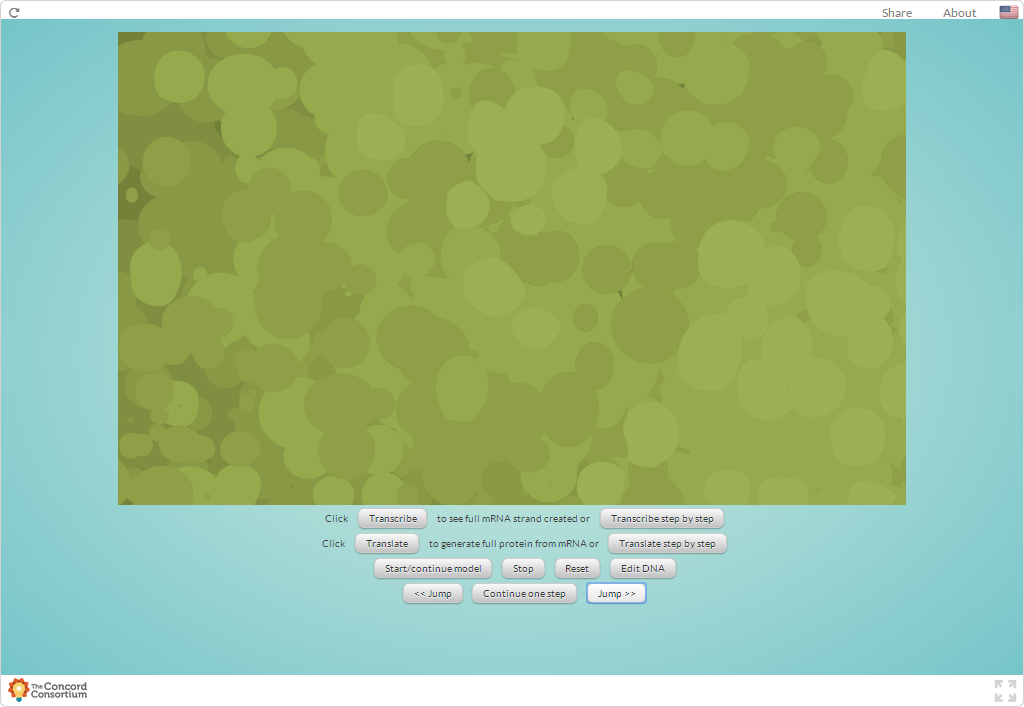 Share About
Click Transcribe to see full mRNA strand created or Transcribe step by step
Click Translate to generate full protein from mRNA or Translate step by step
Start/continue model Stop Reset Edit DNA
<< Jump Continue one step Jump >>
The Concord
Consortium